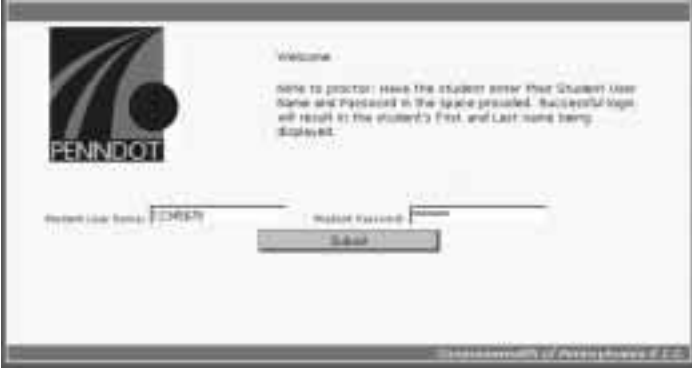 PENNDOT
Welcome
Note to proctor: Have the student enter their Student User
Name and Password in the space provided. Successful login
will result in the student's First and Last name being
displayed.
Student User Name: Student Password:
Submit
Commonwealth of Pennsylvania